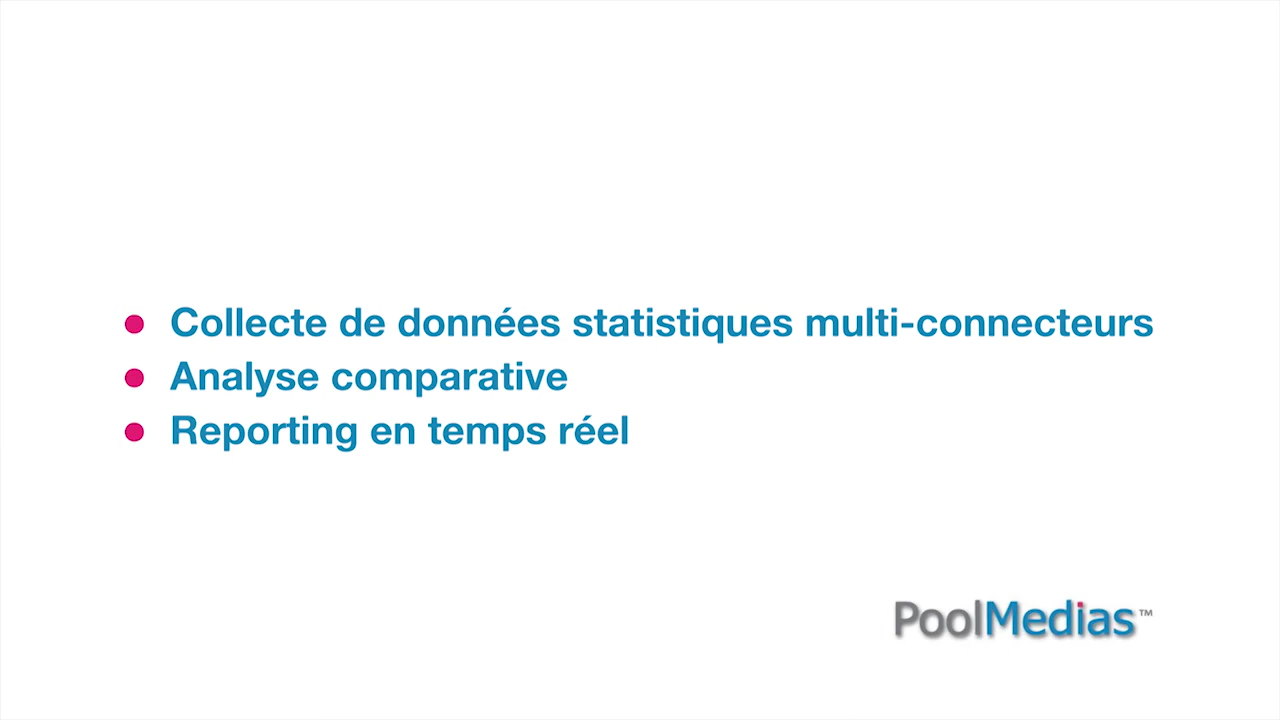 Collecte de données statistiques multi-connecteurs
Analyse comparative
Reporting en temps réel
PoolMedias™